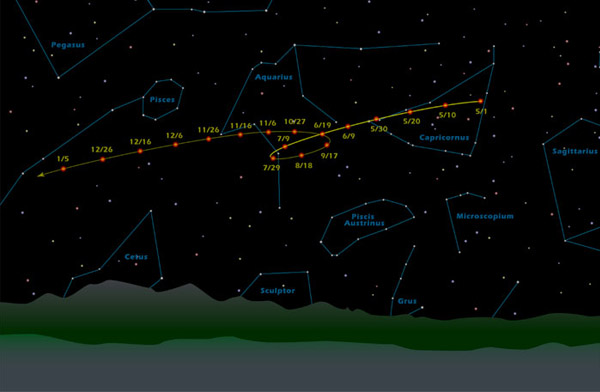 Pegasus
Aquarius
Pisces
11/6
10/27
6/19
6/9
5/30
5/20
5/10
5/1
Capricornus
Sagittarius
1/5
12/26
12/16
12/6
11/26
11/16
7/9
7/29
8/18
9/17
Piscis
Austrinus
Microscopium
Cetus
Sculptor
Grus